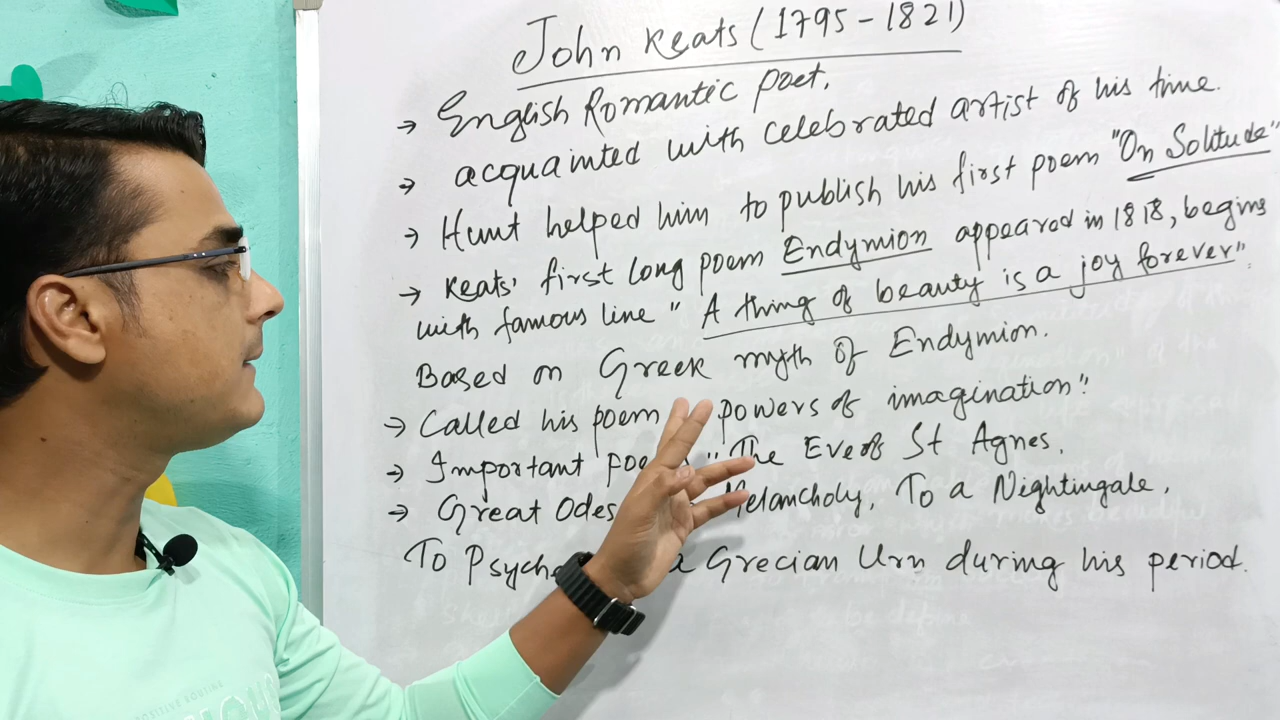 John Keats (1795-1821)
→ English Romantic Poet.
→ acquainted with celebrated artist of his time.
→ Hunt helped him to publish his first poem "On Solitude"
→ Keats' first long poem Endymion appeared in 1818, begins
with famous line "A thing of beauty is a joy forever".
Based on Greek myth of Endymion.
→ Called his poem powers of imagination"
→ Important "The Eve of St Agnes.
→ Great Odes Melancholy, To a Nightingale,
To a Grecian Urn during his period.